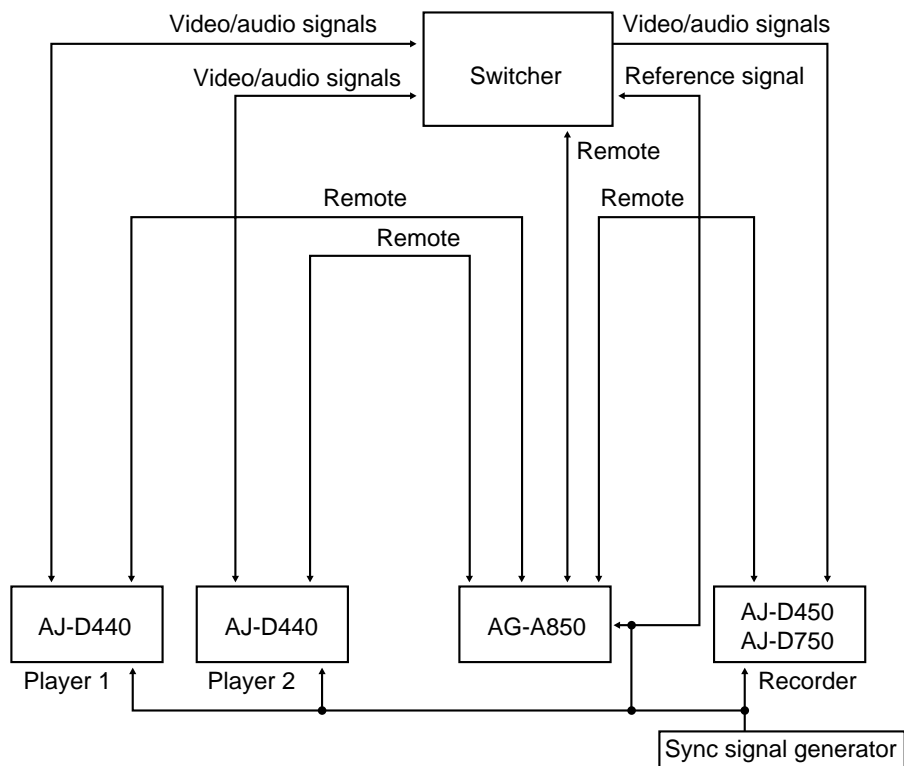 Video/audio signals
Video/audio signals
Switcher
Video/audio signals
Reference signal
Remote
Remote
Remote
Remote
AJ-D440
AJ-D440
AG-A850
AJ-D450
AJ-D750
Player 1
Player 2
Recorder
Sync signal generator